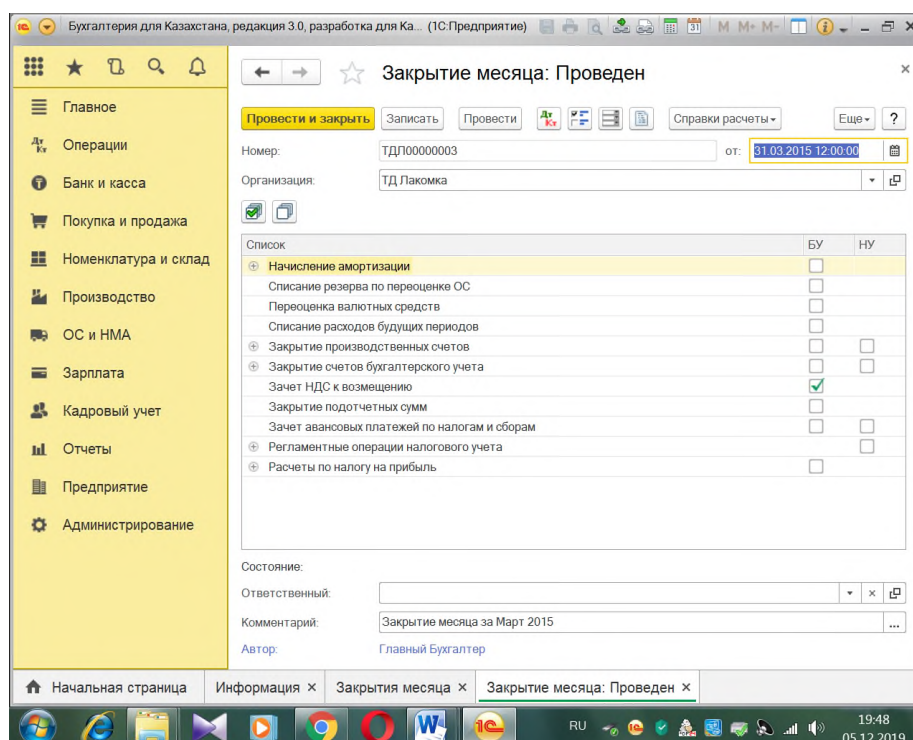 Бухгалтерия для Казахстана, редакция 3.0, разработка для Ка... (1С:Предприятие) M M+ M-
Закрытие месяца: Проведен
Главное
Операции
Банк и касса
Покупка и продажа
Номенклатура и склад
Производство
ОС и НМА
Зарплата
Кадровый учет
Отчеты
Предприятие
Администрирование
Провести и закрыть Записать Провести Справки расчеты Еще ?
Номер: ТДЛ00000003 от: 31.03.2015 12:00:00
Организация: ТД Лакомка
Список БУ НУ
Начисление амортизации
Списание резерва по переоценке ОС
Переоценка валютных средств
Списание расходов будущих периодов
Закрытие производственных счетов
Закрытие счетов бухгалтерского учета
Зачет НДС к возмещению
Закрытие подотчетных сумм
Зачет авансовых платежей по налогам и сборам
Регламентные операции налогового учета
Расчеты по налогу на прибыль
Состояние:
Ответственный:
Комментарий: Закрытие месяца за Март 2015 ...
Автор: Главный Бухгалтер
Начальная страница Информация × Закрытия месяца × Закрытие месяца: Проведен ×
RU 19:48
05.12.2019